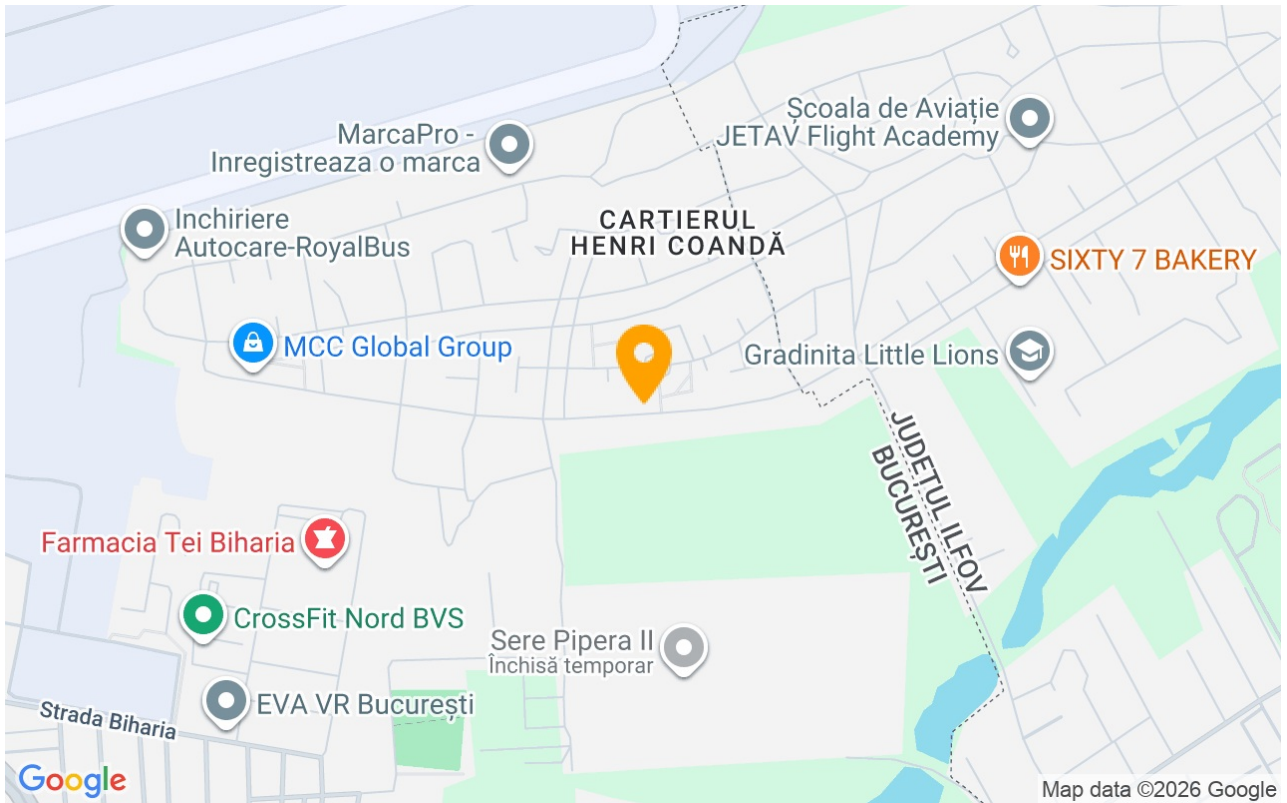 Școala de Aviație
JETAV Flight Academy
MarcaPro -
Inregistreaza o marca
Inchiriere
Autocare-RoyalBus
CARTIERUL
HENRI COANDĂ
SIXTY 7 BAKERY
MCC Global Group
Gradinita Little Lions
JUDEȚUL ILFOV
BUCUREȘTI
Farmacia Tei Biharia
CrossFit Nord BVS
Sere Pipera II
Închisă temporar
EVA VR București
Strada Biharia
Google
Map data ©2026 Google